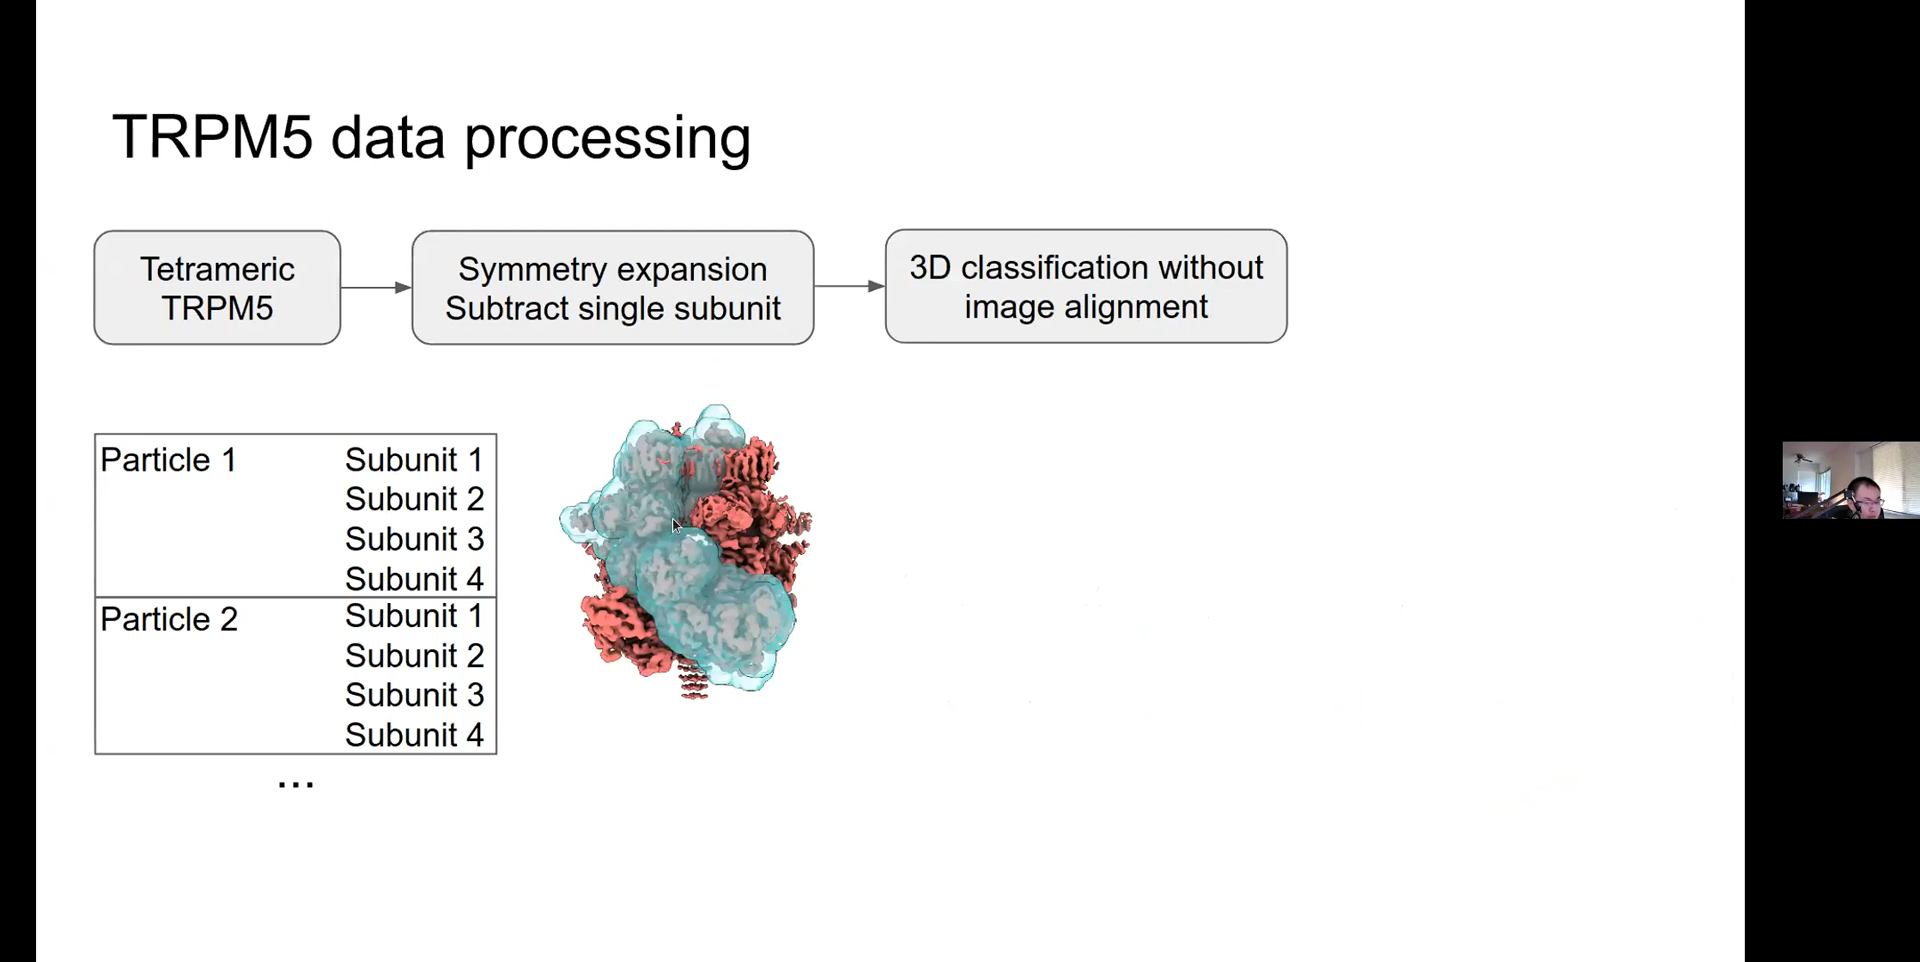 TRPM5 data processing
Tetrameric
TRPM5
Symmetry expansion
Subtract single subunit
3D classification without
image alignment
Particle 1 Subunit 1
Subunit 2
Subunit 3
Subunit 4
Particle 2 Subunit 1
Subunit 2
Subunit 3
Subunit 4
...